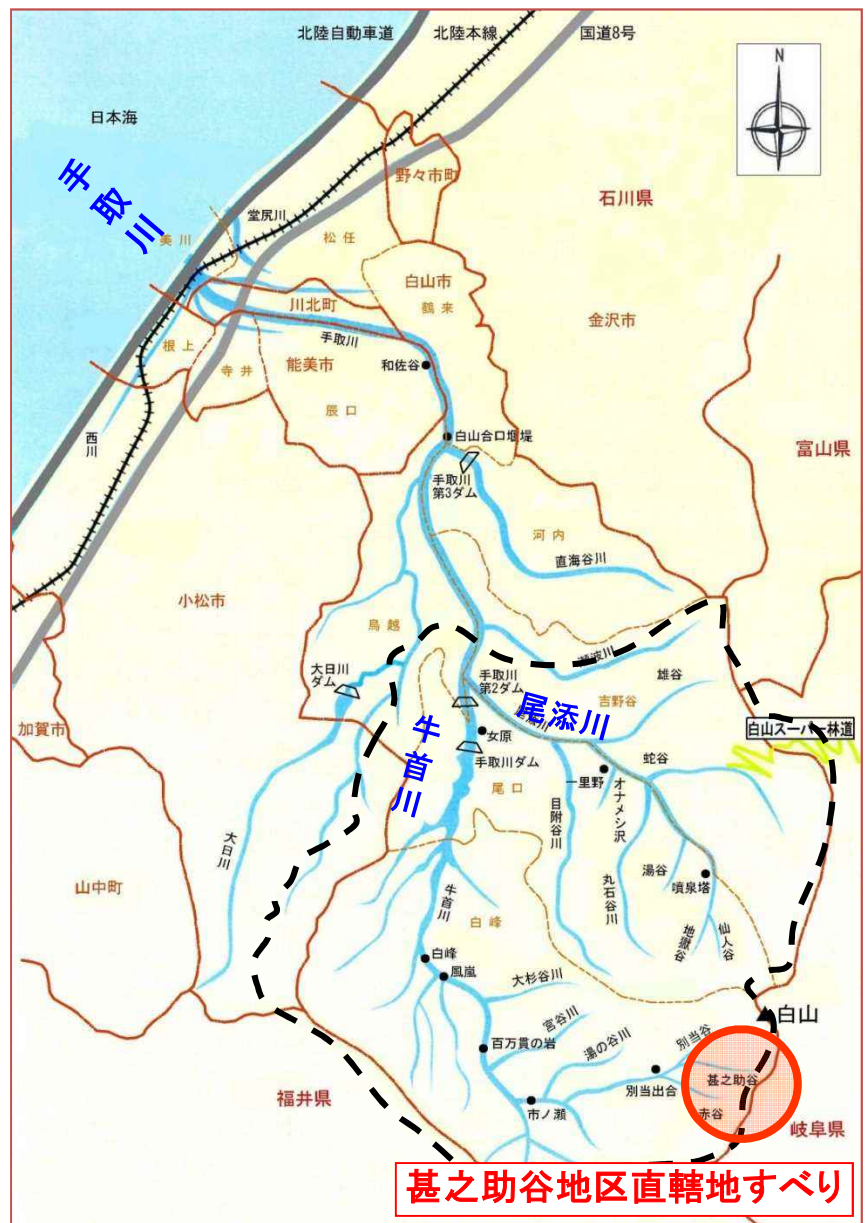 北陸自動車道
北陸本線
国道8号
N
日本海
手取川
野々市町
石川県
堂尻川
美川
松任
白山市
鶴来
金沢市
川北町
手取川
根上
寺井
能美市
和佐谷
辰口
西川
白山合口堰堤
富山県
手取川
第3ダム
河内
直海谷川
小松市
鳥越
大日川
ダム
手取川
第2ダム
雄谷
吉野谷
尾添川
加賀市
牛首川
女原
白山スーパー林道
手取川ダム
蛇谷
一里野
尾口
オナメシ沢
目附谷川
大日川
湯谷
噴泉塔
山中町
牛首川
丸石谷川
白峰
地獄谷
仙人谷
白峰
風嵐
大杉谷川
白山
宮谷川
別当谷
百万貫の岩
湯の谷川
甚之助谷
別当出合
福井県
市ノ瀬
赤谷
岐阜県
甚之助谷地区直轄地すべり